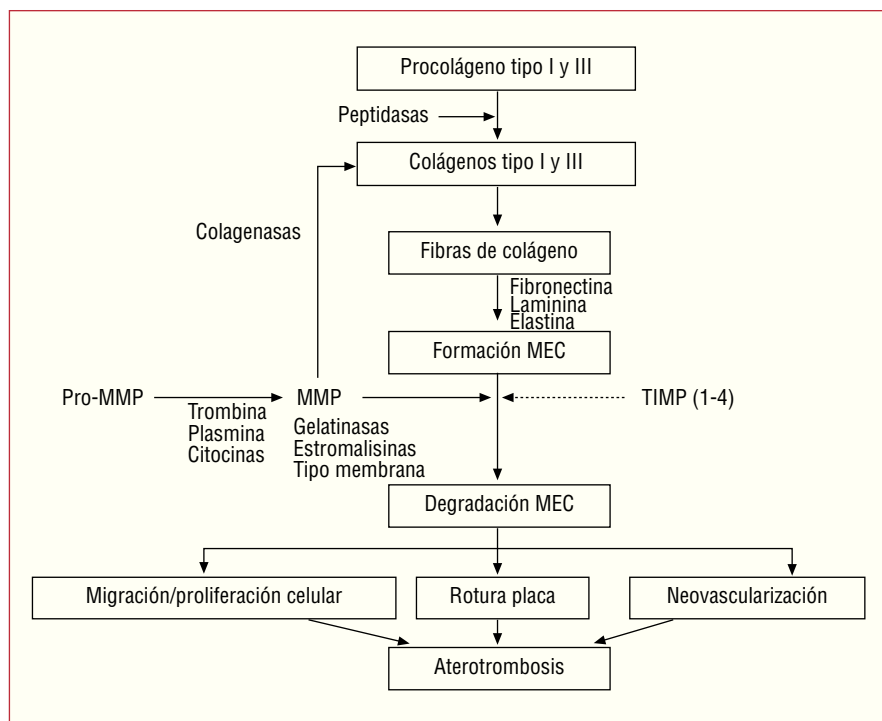 Procolágeno tipo I y III
Peptidasas
Colágenos tipo I y III
Colagenasas
Fibras de colágeno
Fibronectina
Laminina
Elastina
Formación MEC
Pro-MMP
Trombina
Plasmina
Citocinas
MMP
Gelatinasas
Estromalisinas
Tipo membrana
TIMP (1-4)
Degradación MEC
Migración/proliferación celular
Rotura placa
Neovascularización
Aterotrombosis